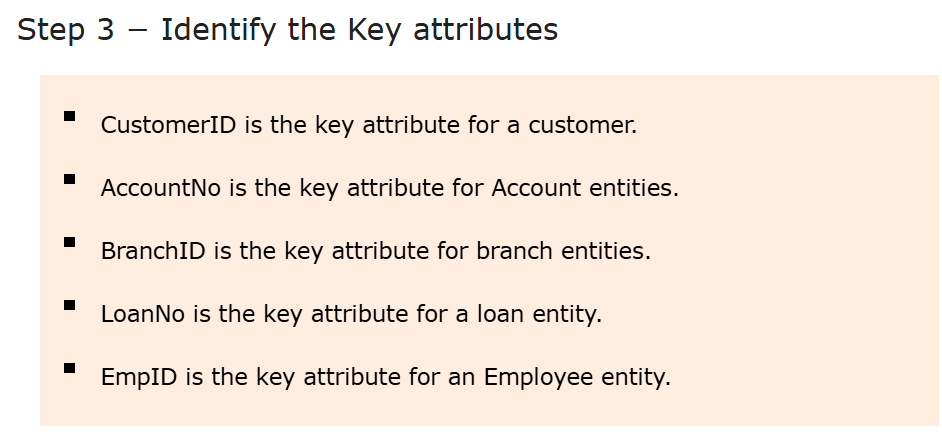 Step 3 − Identify the Key attributes
CustomerID is the key attribute for a customer.
AccountNo is the key attribute for Account entities.
BranchID is the key attribute for branch entities.
LoanNo is the key attribute for a loan entity.
EmpID is the key attribute for an Employee entity.